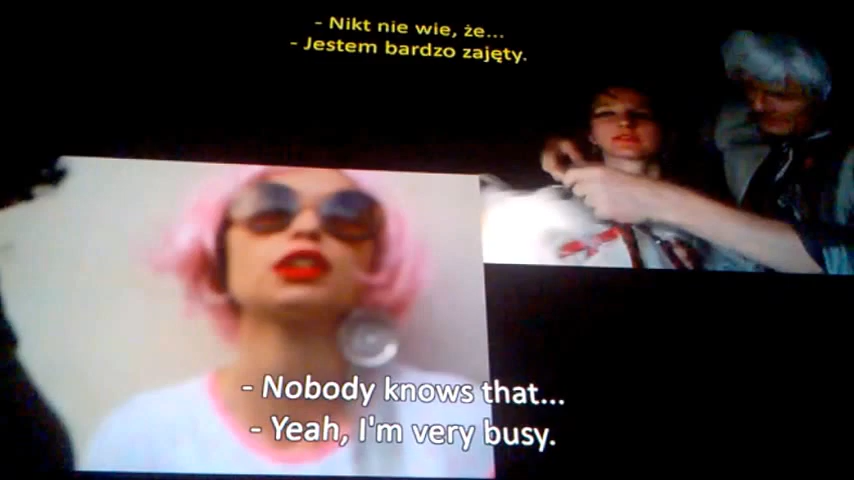 - Nikt nie wie, że...
- Jestem bardzo zajęty.
- Nobody knows that...
- Yeah, I'm very busy.